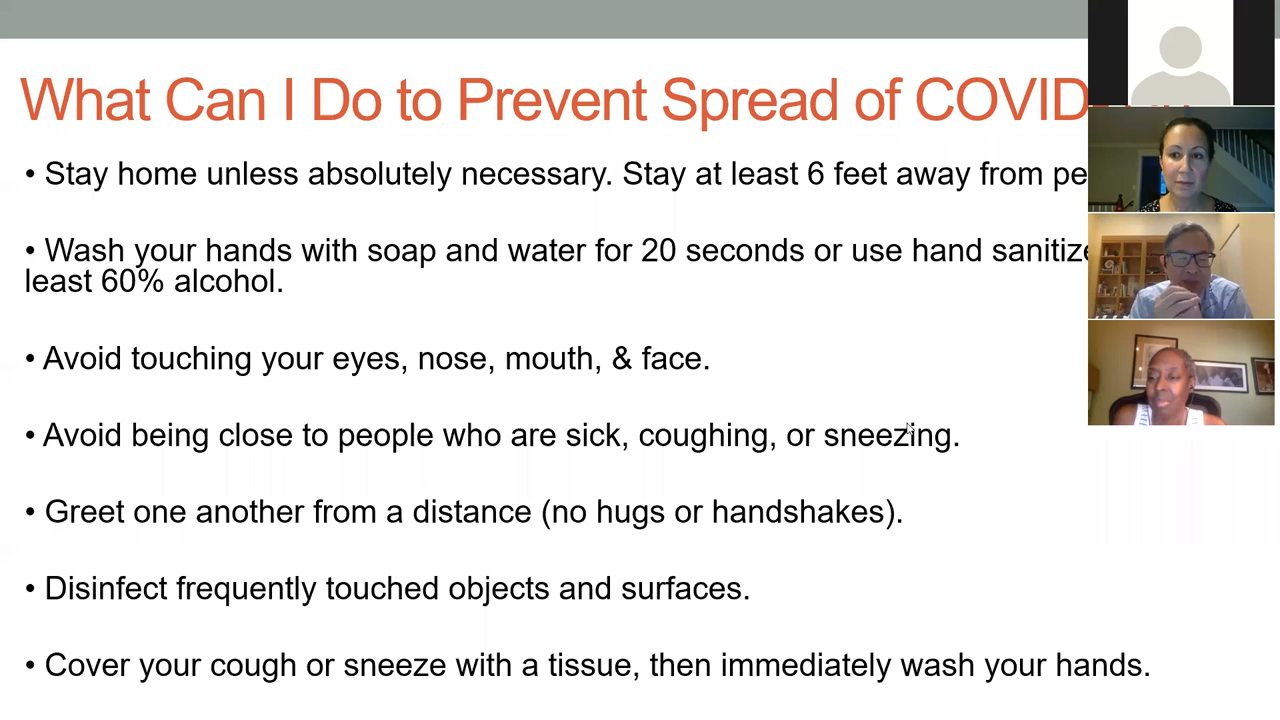 What Can I Do to Prevent Spread of COVID
• Stay home unless absolutely necessary. Stay at least 6 feet away from pe
• Wash your hands with soap and water for 20 seconds or use hand sanitize
least 60% alcohol.
• Avoid touching your eyes, nose, mouth, & face.
• Avoid being close to people who are sick, coughing, or sneezing.
• Greet one another from a distance (no hugs or handshakes).
• Disinfect frequently touched objects and surfaces.
• Cover your cough or sneeze with a tissue, then immediately wash your hands.